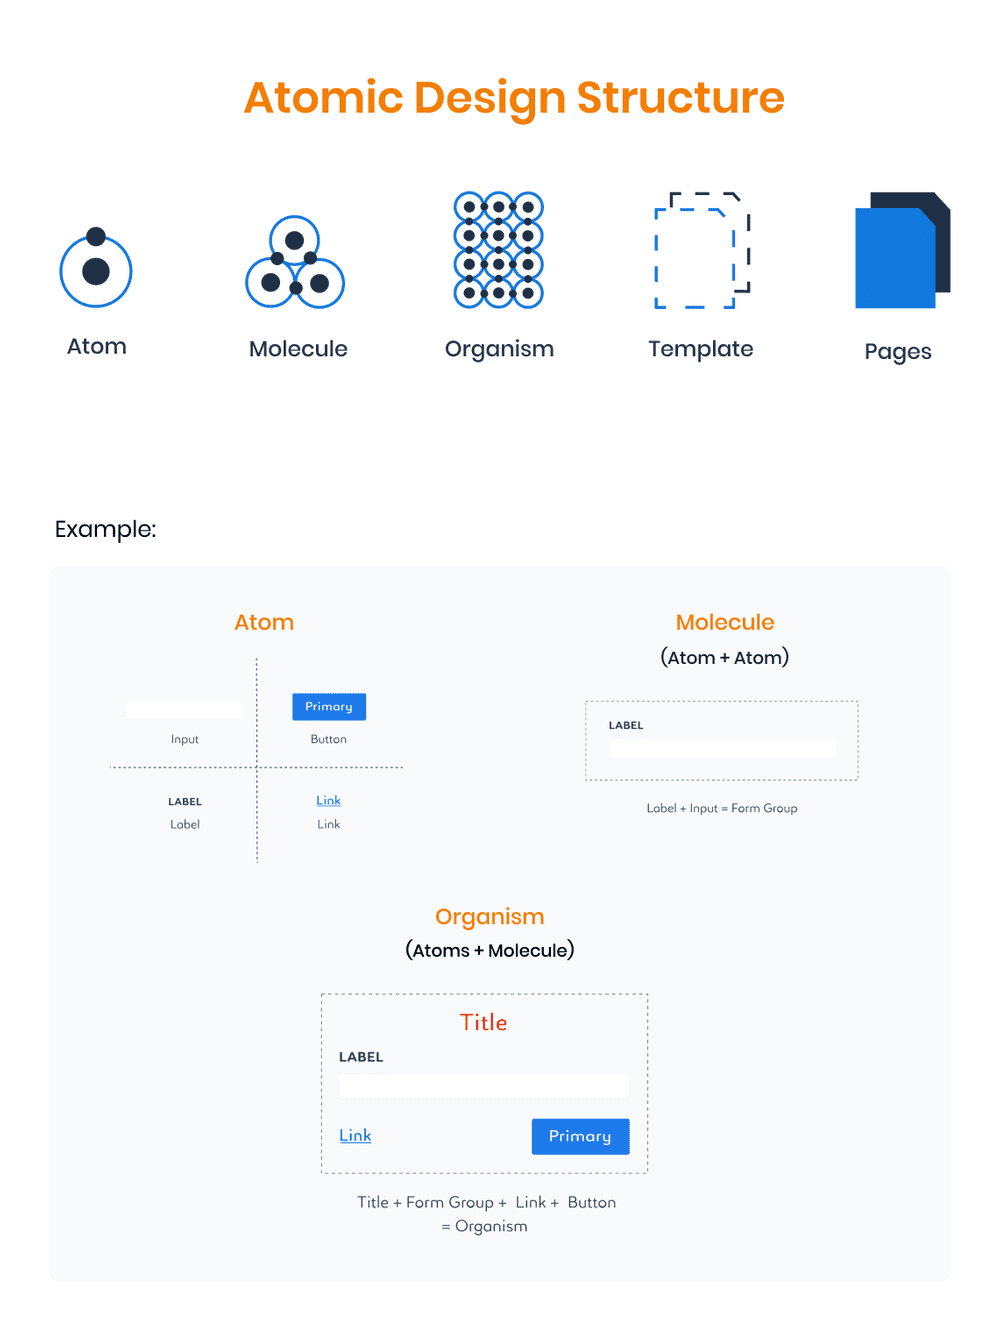 Atomic Design Structure
Atom
Molecule
Organism
Template
Pages
Example:
Atom
Primary
Input
Button
LABEL
Link
Label
Link
Molecule
(Atom + Atom)
LABEL
Label + Input = Form Group
Organism
(Atoms + Molecule)
Title
LABEL
Link
Primary
Title + Form Group + Link + Button
= Organism